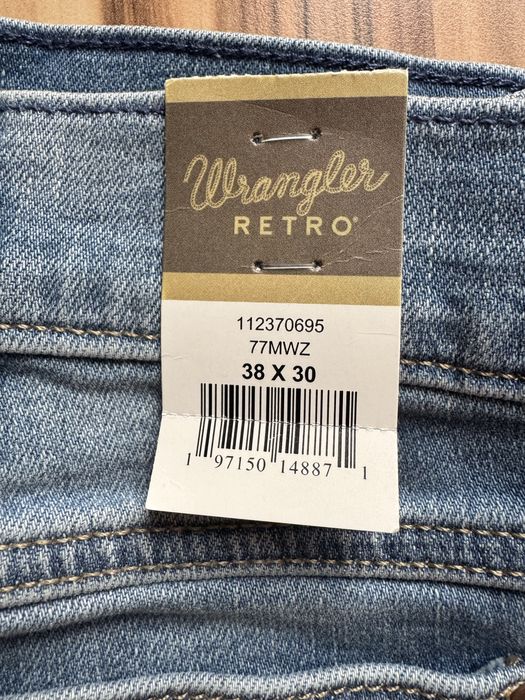 Wrangler
RETRO®
112370695
77MWZ
38 X 30
1 97150 14887 1